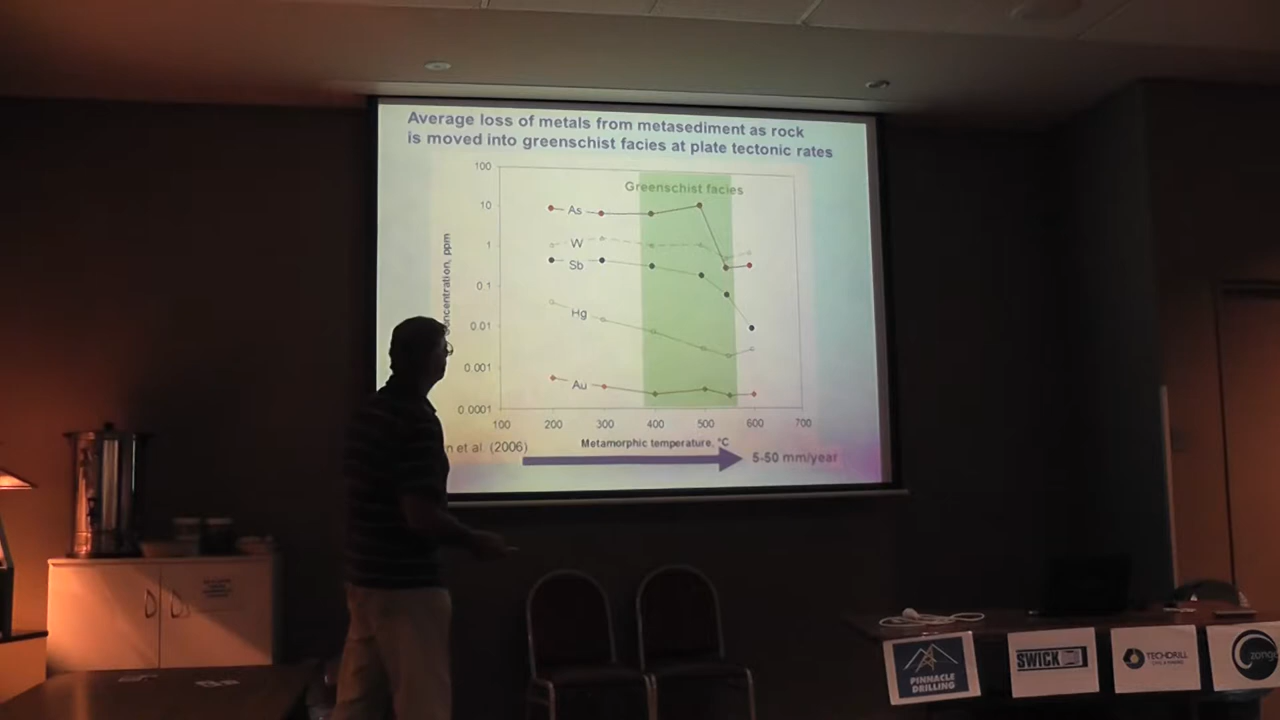 Average loss of metals from metasediment as rock
is moved into greenschist facies at plate tectonic rates
100
10
1
0.1
0.01
0.001
0.0001
Greenschist facies
As
W
Sb
Hg
Au
100 200 300 400 500 600 700
Metamorphic temperature, °C
n et al. (2006)
5-50 mm/year
oncentration, ppm
PINNACLE
DRILLING
SWICK
TECHDRILL
zong